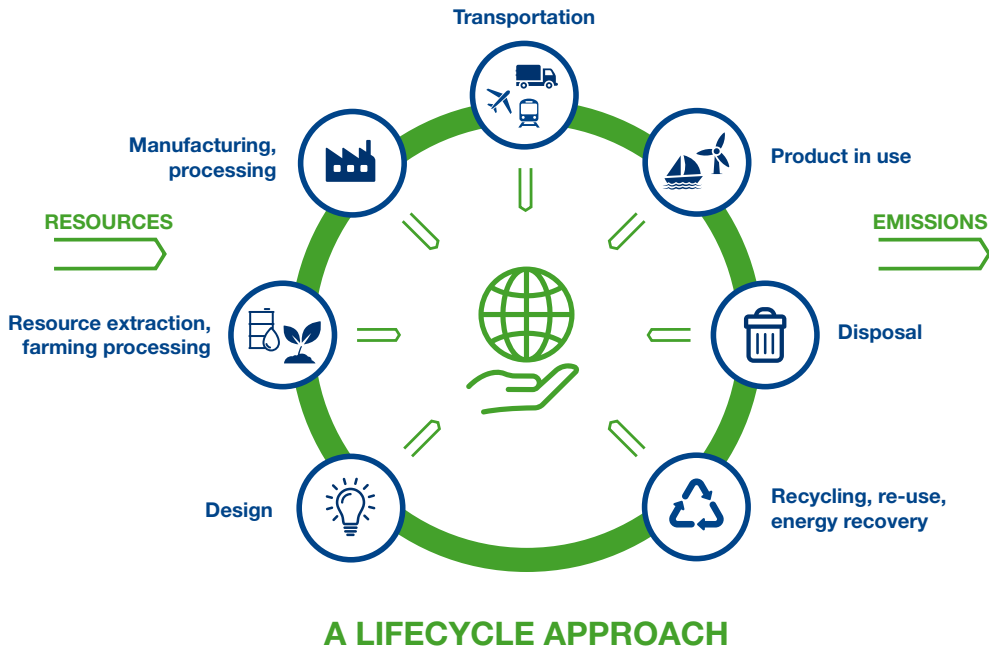 Transportation
Manufacturing,
processing
Product in use
RESOURCES
EMISSIONS
Resource extraction,
farming processing
Disposal
Design
Recycling, re-use,
energy recovery
A LIFECYCLE APPROACH